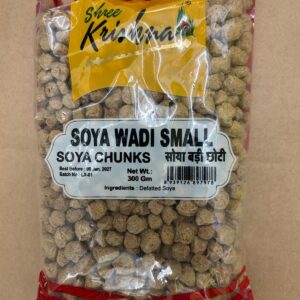 Shree
Krishna
SOYA WADI SMALL
SOYA CHUNKS सोया बड़ी छोटी
Best Before : 05 Jan, 2027
Batch No : LS-01
Net Wt.:
300 Gm
Ingredients : Defatted Soya